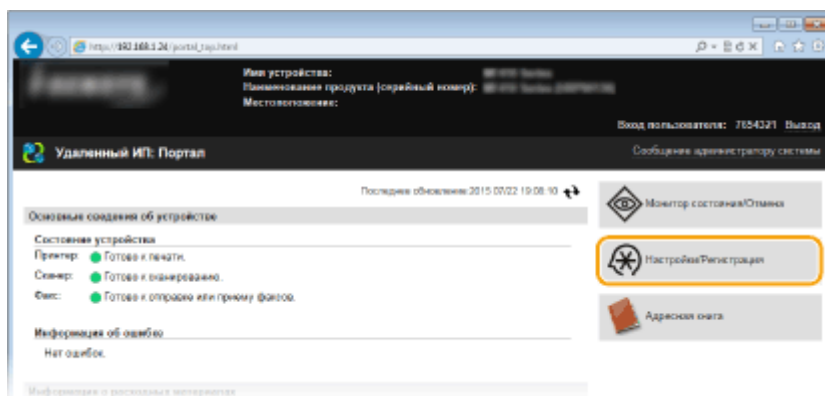 http://192.168.1.24/portal_top.html
Имя устройства:
Наименование продукта (серийный номер):
Местоположение:
Вход пользователя: 7654321 Выход
Удаленный ИП: Портал
Сообщение администратору системы
Последнее обновление: 2015 07/22 19:08:10
Монитор состояния/Отмена
Основные сведения об устройстве
Состояние устройства
Принтер: Готово к печати.
Настройки/Регистрация
Сканер: Готово к сканированию.
Факс: Готово к отправке или приему факсов.
Адресная книга
Информация об ошибке
Нет ошибок.
Информация о расходных материалах